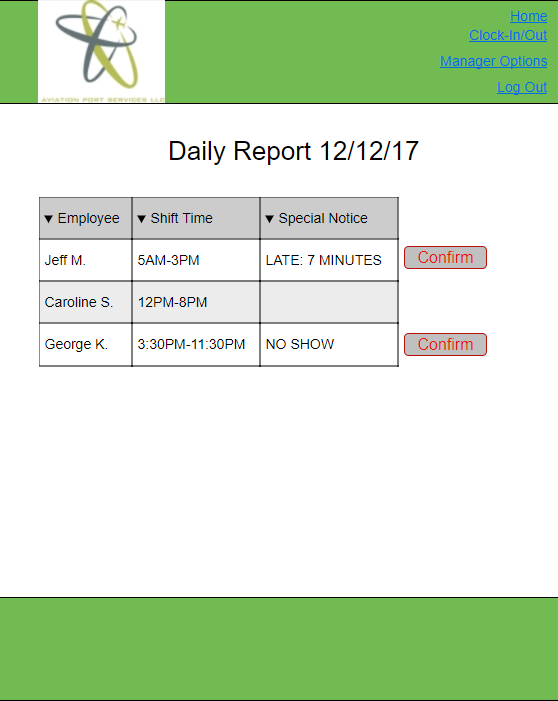 AVIATION PORT SERVICES LLC
Home
Clock-In/Out
Manager Options
Log Out
Daily Report 12/12/17
▼ Employee ▼ Shift Time ▼ Special Notice
Jeff M. 5AM-3PM LATE: 7 MINUTES Confirm
Caroline S. 12PM-8PM
George K. 3:30PM-11:30PM NO SHOW Confirm